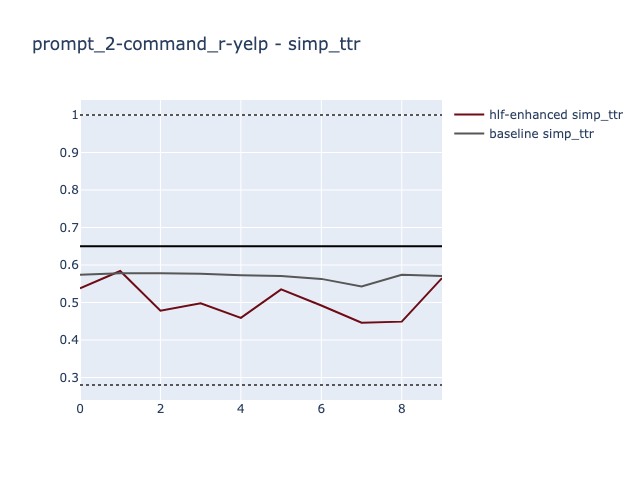 prompt_2-command_r-yelp - simp_ttr
hlf-enhanced simp_ttr
baseline simp_ttr
1
0.9
0.8
0.7
0.6
0.5
0.4
0.3
0 2 4 6 8